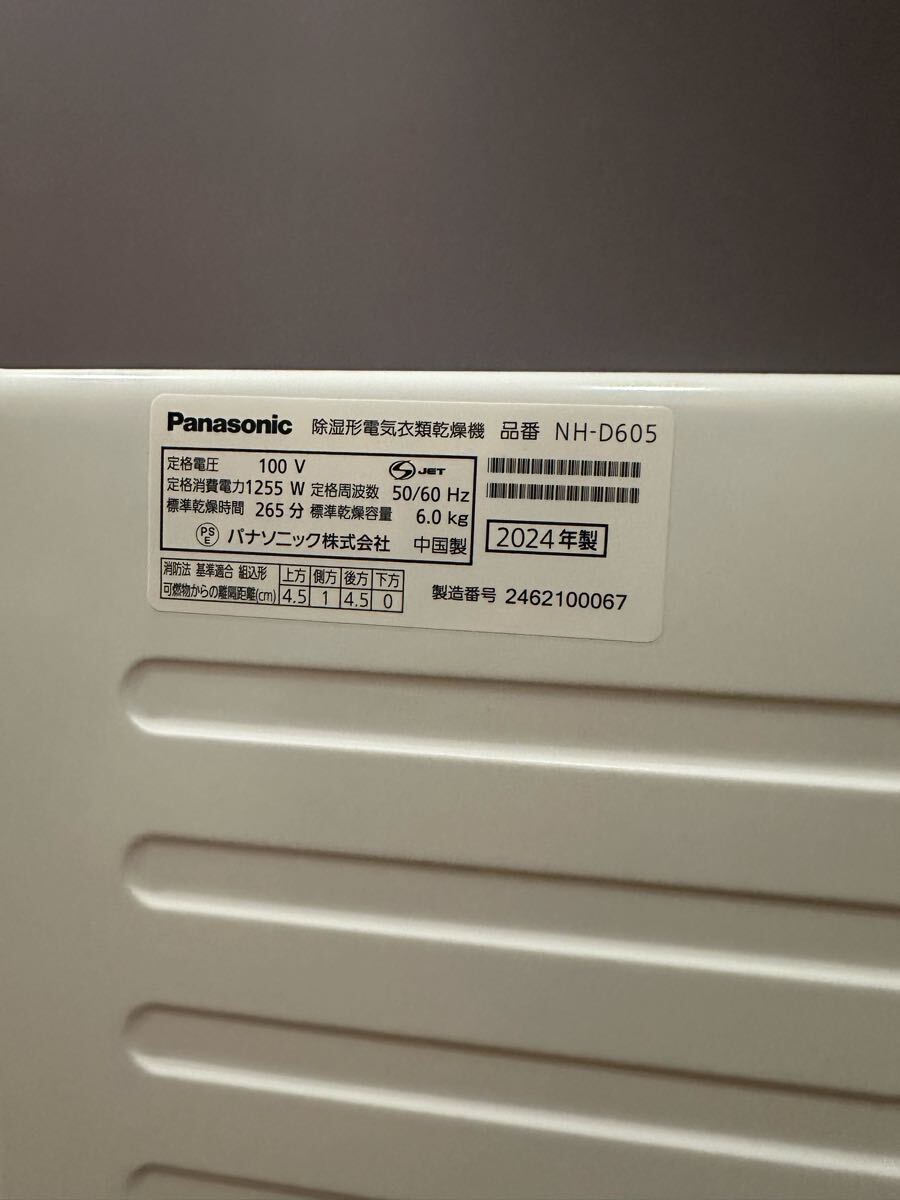 Panasonic 除湿形電気衣類乾燥機 品番 NH-D605
定格電圧 100 V JET
定格消費電力1255 W 定格周波数 50/60 Hz
標準乾燥時間 265 分 標準乾燥容量 6.0 kg
PSE パナソニック株式会社 中国製
2024年製
消防法 基準適合 組込形 上方 側方 後方 下方
可燃物からの離隔距離(cm) 4.5 1 4.5 0
製造番号 2462100067